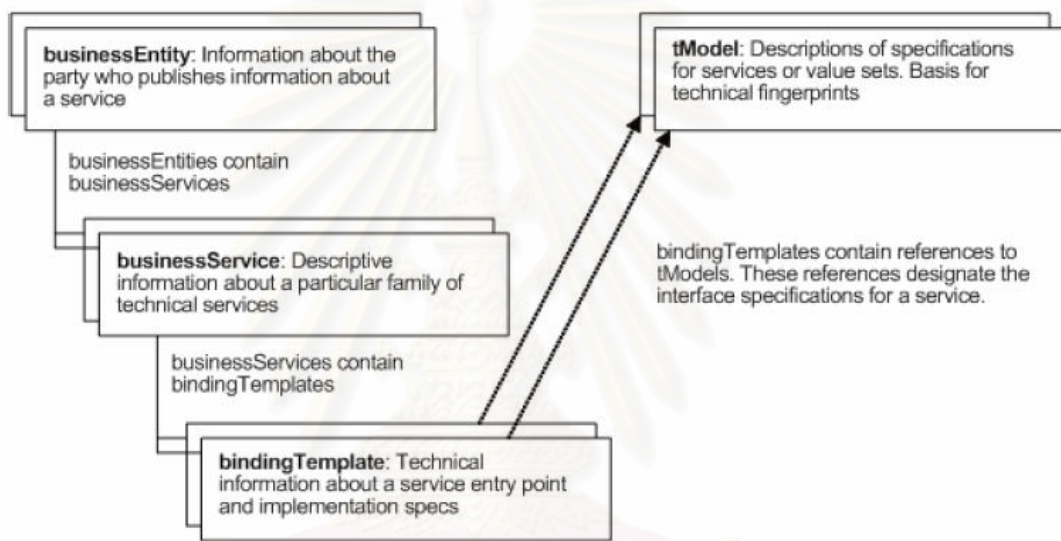 businessEntity: Information about the
party who publishes information about
a service
tModel: Descriptions of specifications
for services or value sets. Basis for
technical fingerprints
businessEntities contain
businessServices
businessService: Descriptive
information about a particular family of
technical services
bindingTemplates contain references to
tModels. These references designate the
interface specifications for a service.
businessServices contain
bindingTemplates
bindingTemplate: Technical
information about a service entry point
and implementation specs